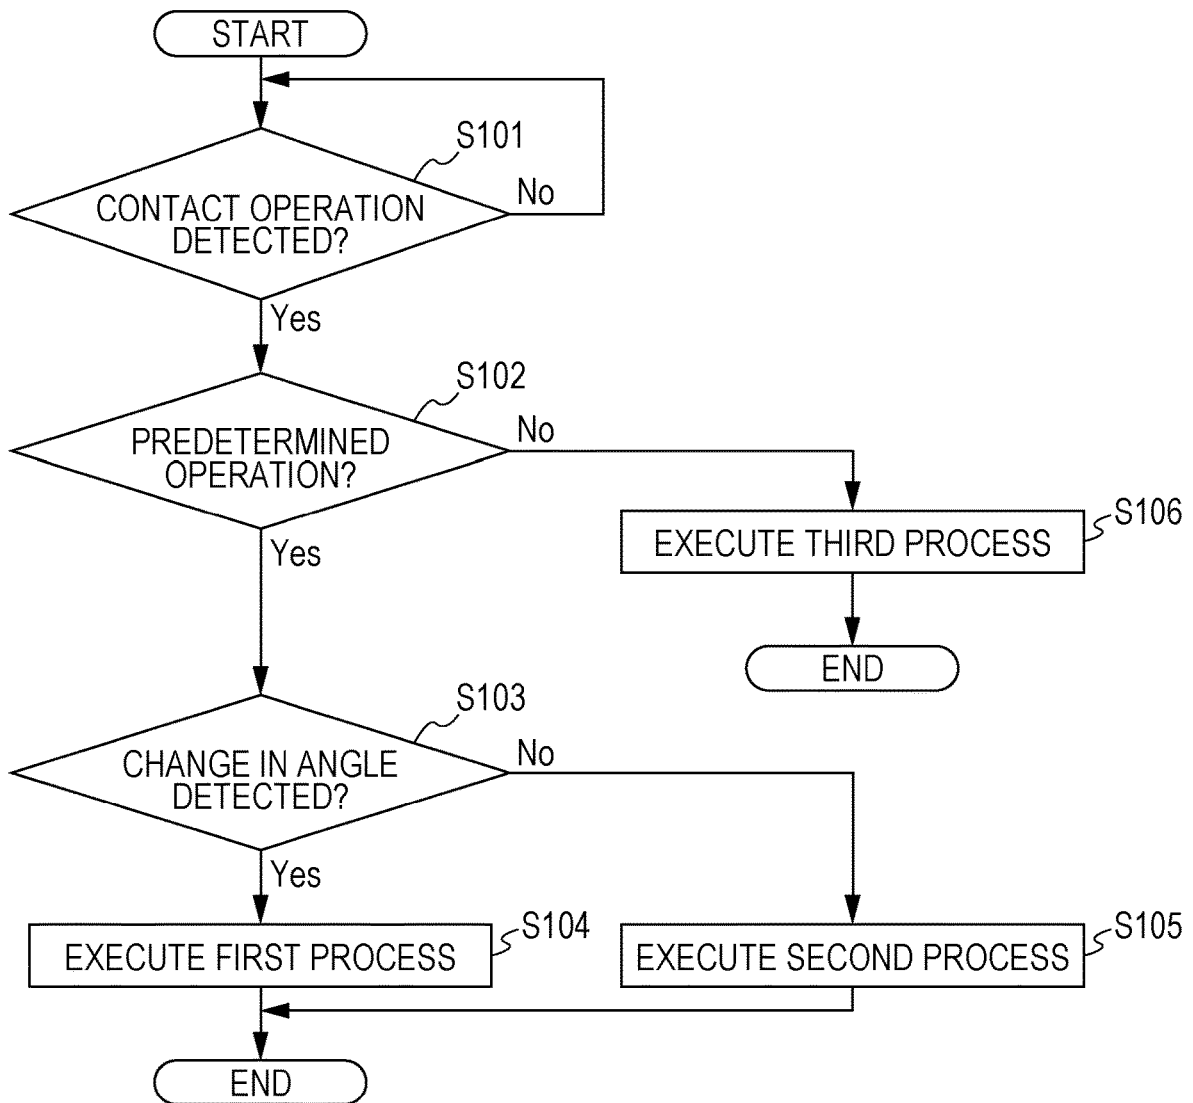 START
S101
CONTACT OPERATION
DETECTED?
No
Yes
S102
PREDETERMINED
OPERATION?
No
Yes
S106
EXECUTE THIRD PROCESS
END
S103
CHANGE IN ANGLE
DETECTED?
No
Yes
S104
EXECUTE FIRST PROCESS
S105
EXECUTE SECOND PROCESS
END